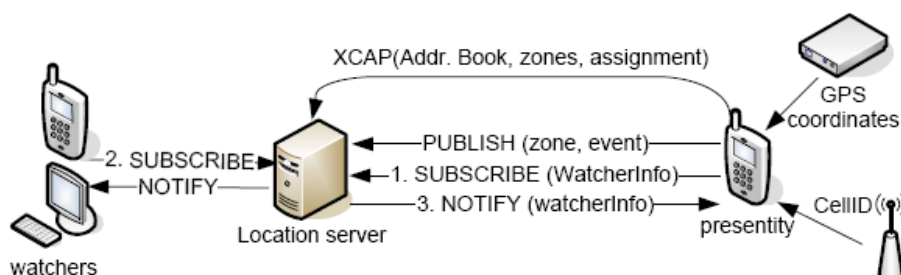 XCAP(Addr. Book, zones, assignment)
GPS
coordinates
PUBLISH (zone, event)
2. SUBSCRIBE
1. SUBSCRIBE (WatcherInfo)
NOTIFY
3. NOTIFY (watcherInfo)
CellID
presentity
Location server
watchers